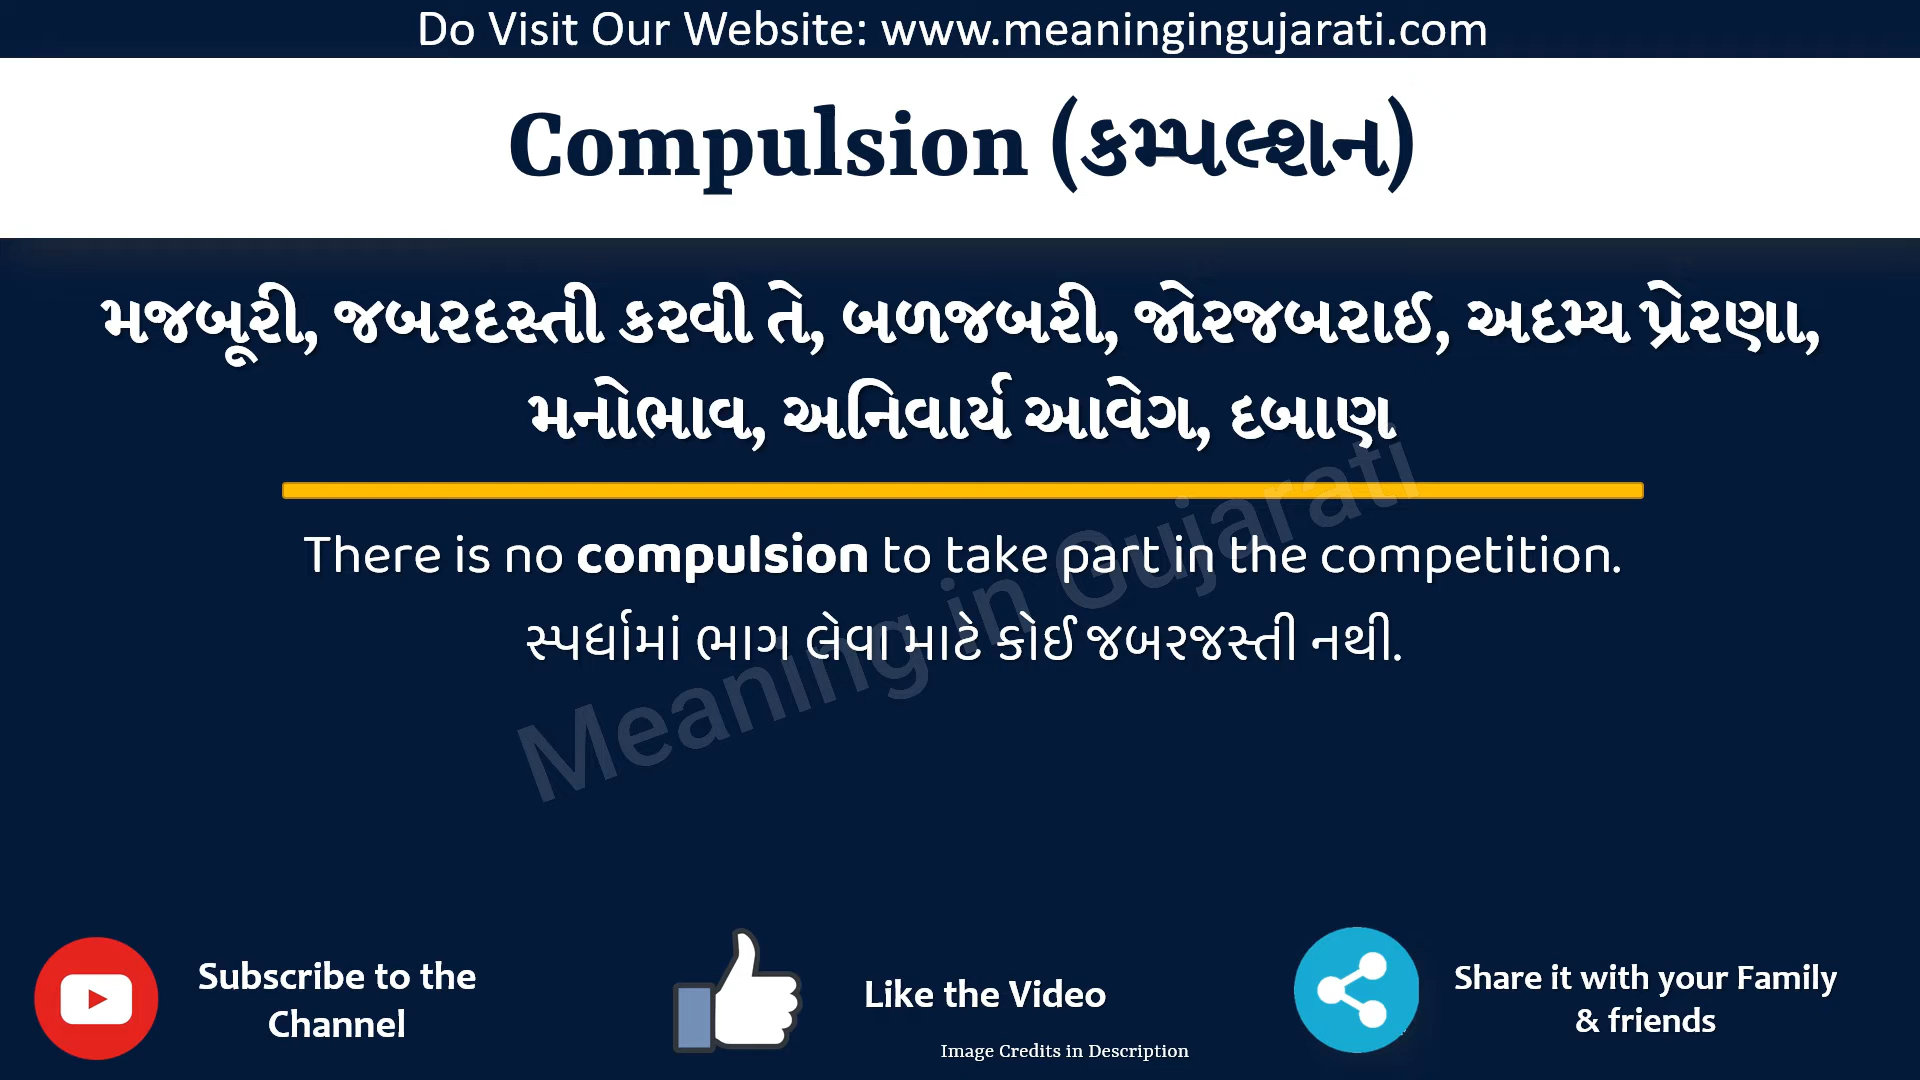 Do Visit Our Website: www.meaningingujarati.com
Compulsion (કમ્પલ્શન)
મજબૂરી, જબરદસ્તી કરવી તે, બળજબરી, જોરજબરાઈ, અદમ્ય પ્રેરણા,
મનોભાવ, અનિવાર્ય આવેગ, દબાણ
There is no compulsion to take part in the competition.
સ્પર્ધામાં ભાગ લેવા માટે કોઈ જબરજસ્તી નથી.
Meaning in Gujarati
Subscribe to the
Channel
Like the Video
Share it with your Family
& friends
Image Credits in Description